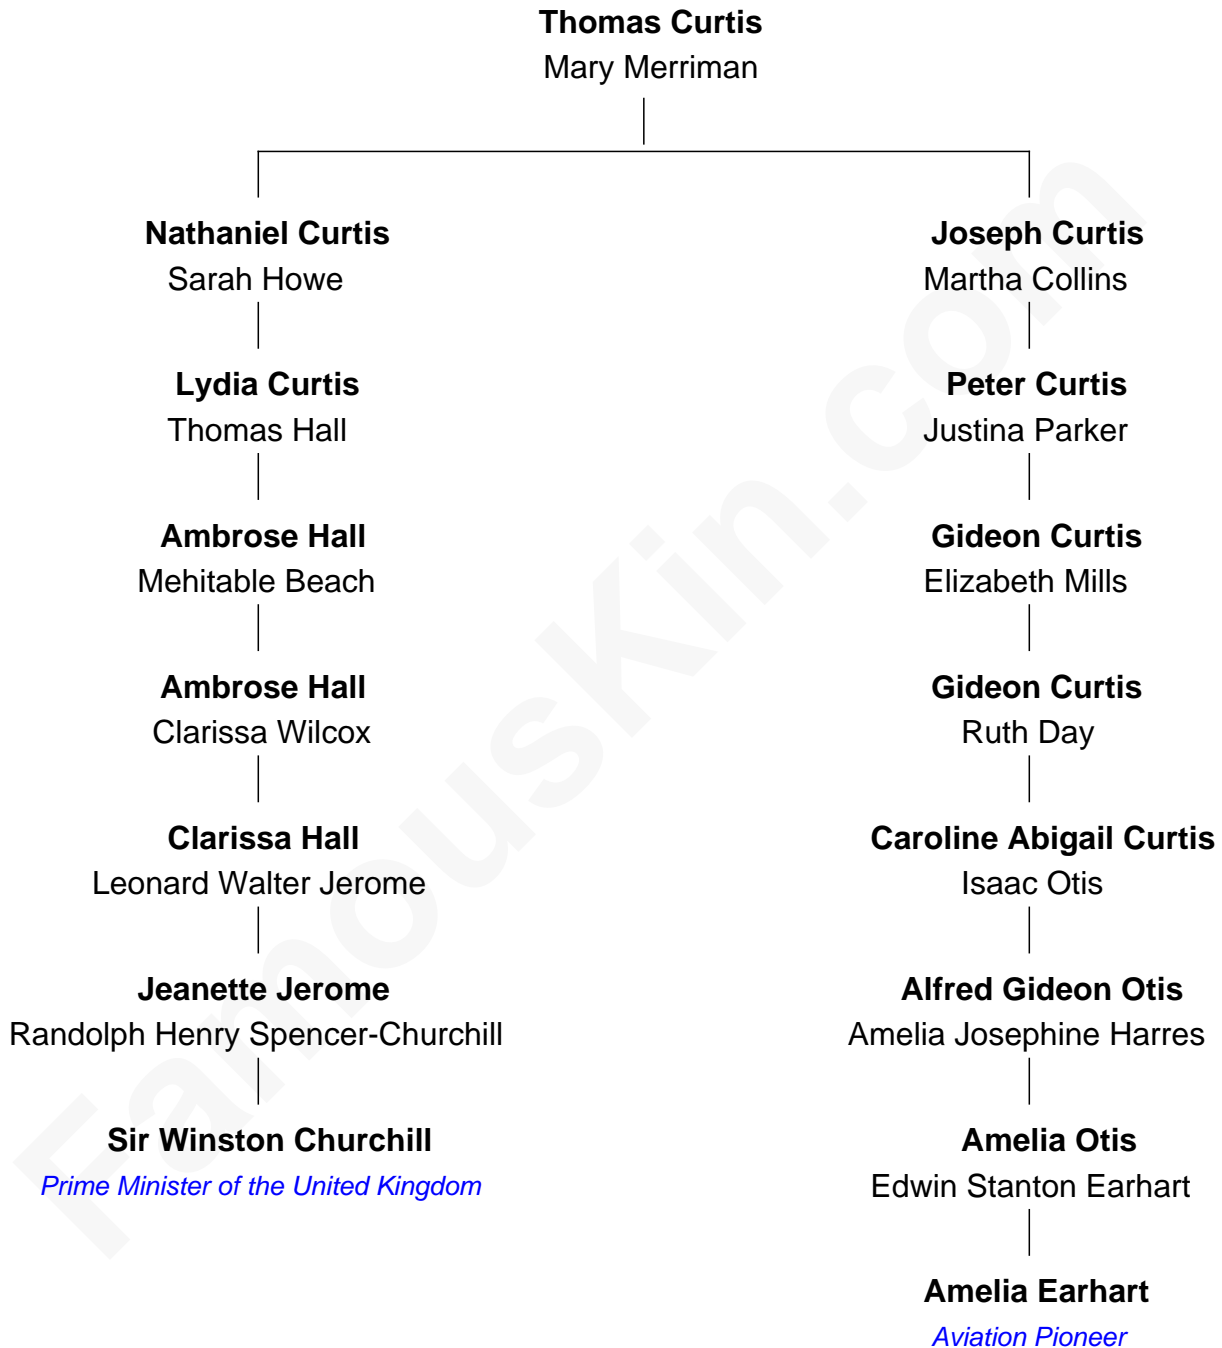 Thomas Curtis
Mary Merriman
Nathaniel Curtis
Sarah Howe
Lydia Curtis
Thomas Hall
Ambrose Hall
Mehitable Beach
Ambrose Hall
Clarissa Wilcox
Clarissa Hall
Leonard Walter Jerome
Jeanette Jerome
Randolph Henry Spencer-Churchill
Sir Winston Churchill
Prime Minister of the United Kingdom
Joseph Curtis
Martha Collins
Peter Curtis
Justina Parker
Gideon Curtis
Elizabeth Mills
Gideon Curtis
Ruth Day
Caroline Abigail Curtis
Isaac Otis
Alfred Gideon Otis
Amelia Josephine Harres
Amelia Otis
Edwin Stanton Earhart
Amelia Earhart
Aviation Pioneer
FamousKin.com